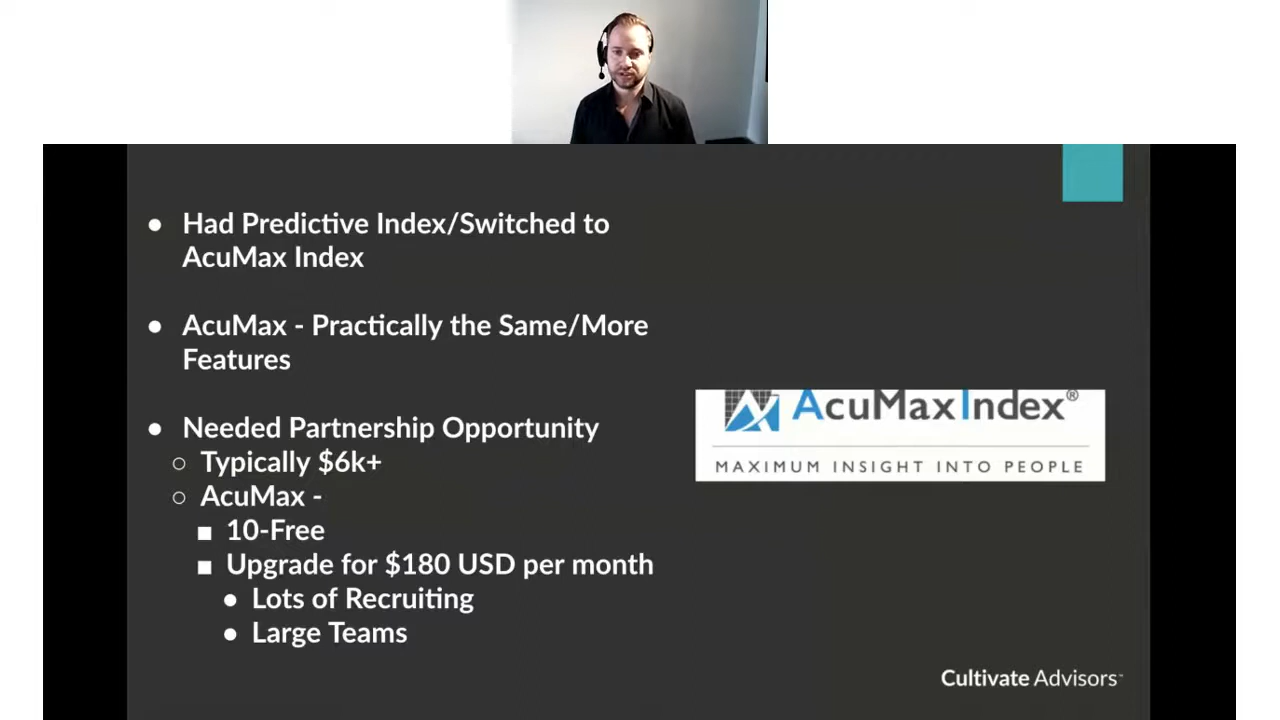 ● Had Predictive Index/Switched to
AcuMax Index
● AcuMax - Practically the Same/More
Features
● Needed Partnership Opportunity
○ Typically $6k+
○ AcuMax -
■ 10-Free
■ Upgrade for $180 USD per month
● Lots of Recruiting
● Large Teams
AcuMaxIndex®
MAXIMUM INSIGHT INTO PEOPLE
Cultivate Advisors™